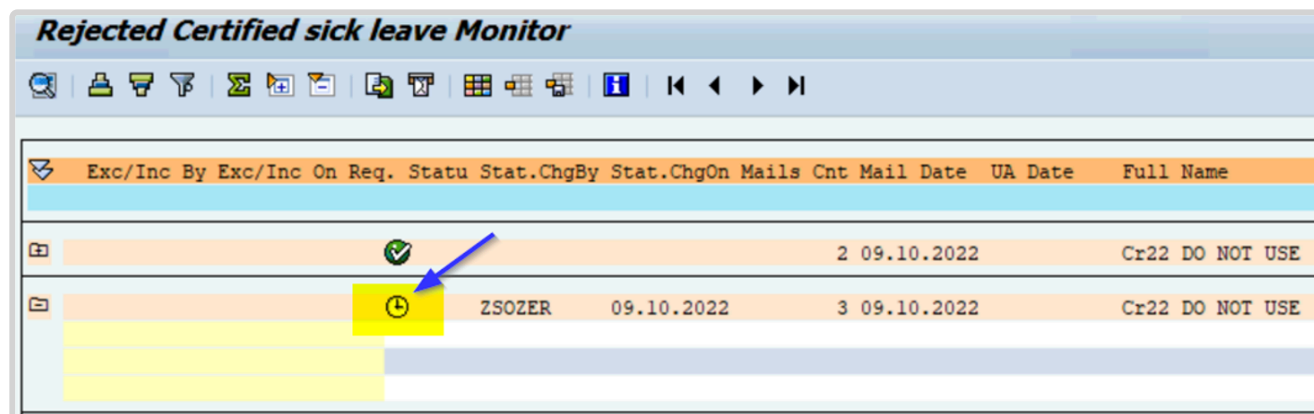 Rejected Certified sick leave Monitor
Exc/Inc By Exc/Inc On Req. Statu Stat.ChgBy Stat.ChgOn Mails Cnt Mail Date UA Date Full Name
2 09.10.2022 Cr22 DO NOT USE
ZSOZER 09.10.2022 3 09.10.2022 Cr22 DO NOT USE